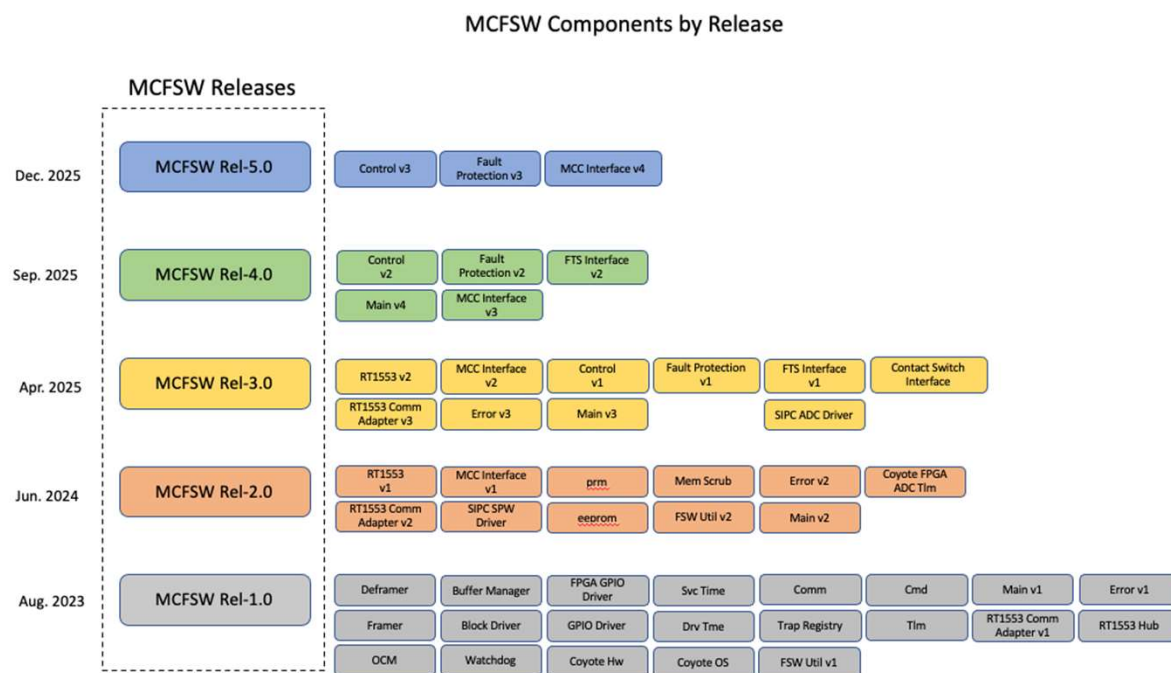 MCFSW Components by Release
MCFSW Releases
Dec. 2025
MCFSW Rel-5.0
Control v3
Fault
Protection v3
MCC Interface v4
Sep. 2025
MCFSW Rel-4.0
Control
v2
Fault
Protection v2
FTS Interface
v2
Main v4
MCC Interface
v3
Apr. 2025
MCFSW Rel-3.0
RT1553 v2
MCC Interface
v2
Control
v1
Fault Protection
v1
FTS Interface
v1
Contact Switch
Interface
RT1553 Comm
Adapter v3
Error v3
Main v3
SIPC ADC Driver
Jun. 2024
MCFSW Rel-2.0
RT1553
v1
MCC Interface
v1
prm
Mem Scrub
Error v2
Coyote FPGA
ADC Tlm
RT1553 Comm
Adapter v2
SIPC SPW
Driver
eeprom
FSW Util v2
Main v2
Aug. 2023
MCFSW Rel-1.0
Deframer
Buffer Manager
FPGA GPIO
Driver
Svc Time
Comm
Cmd
Main v1
Error v1
Framer
Block Driver
GPIO Driver
Drv Tme
Trap Registry
Tlm
RT1553 Comm
Adapter v1
RT1553 Hub
OCM
Watchdog
Coyote Hw
Coyote OS
FSW Util v1